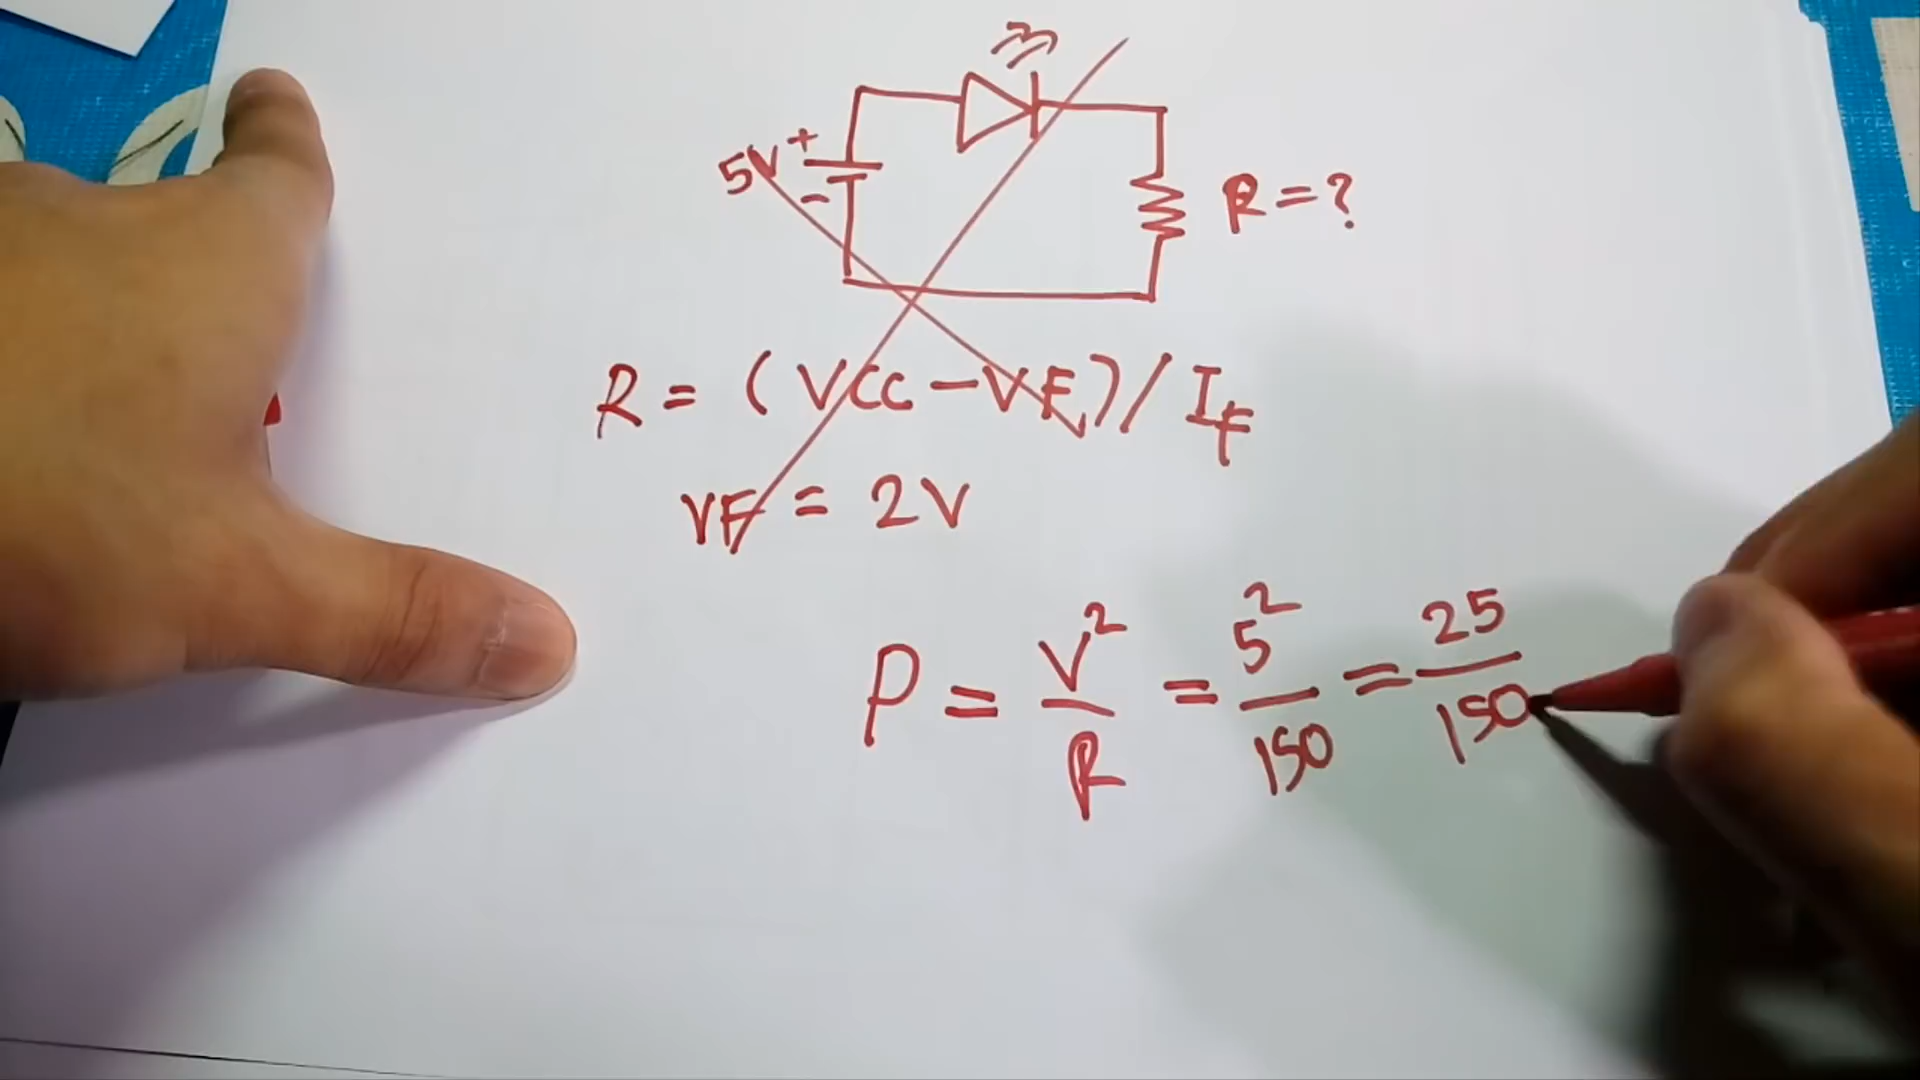 5V + -
R = ?
R = (VCC - VF) / IF
VF = 2V
P = V² / R = 5² / 150 = 25 / 150